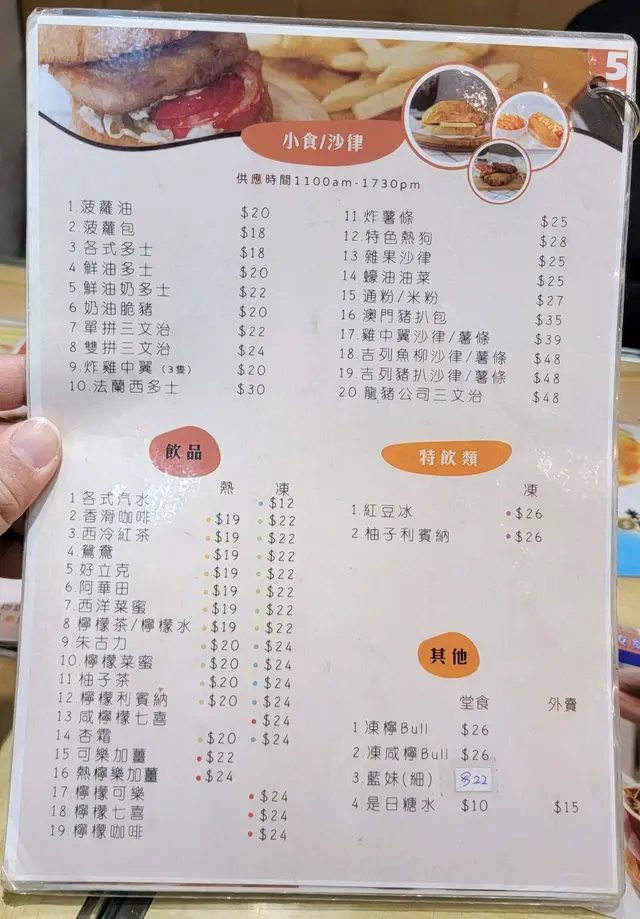 5
小食/沙律
供應時間1100am-1730pm
1.菠蘿油 $20
2.菠蘿包 $18
3.各式多士 $18
4.鮮油多士 $20
5.鮮油奶多士 $22
6.奶油脆豬 $20
7.單拼三文治 $22
8.雙拼三文治 $24
9.炸雞中翼(3隻) $20
10.法蘭西多士 $30
11.炸薯條 $25
12.特色熱狗 $28
13.雜果沙律 $25
14.蠔油油菜 $25
15.通粉/米粉 $27
16.澳門豬扒包 $35
17.雞中翼沙律/薯條 $39
18.吉列魚柳沙律/薯條 $48
19.吉列豬扒沙律/薯條 $48
20.龍豬公司三文治 $48
飲品
熱 凍
1.各式汽水 $12
2.香滑咖啡 $19 $22
3.西冷紅茶 $19 $22
4.鴛鴦 $19 $22
5.好立克 $19 $22
6.阿華田 $19 $22
7.西洋菜蜜 $19 $22
8.檸檬茶/檸檬水 $19 $22
9.朱古力 $20 $24
10.檸檬菜蜜 $20 $24
11.柚子茶 $20 $24
12.檸檬利賓納 $20 $24
13.咸檸檬七喜 $24
14.杏霜 $20 $24
15.可樂加薑 $22
16.熱檸樂加薑 $24
17.檸檬可樂 $24
18.檸檬七喜 $24
19.檸檬咖啡 $24
特飲類
凍
1.紅豆冰 $26
2.柚子利賓納 $26
其他
堂食 外賣
1.凍檸Bull $26
2.凍咸檸Bull $26
3.藍妹(細) $22
4.是日糖水 $10 $15